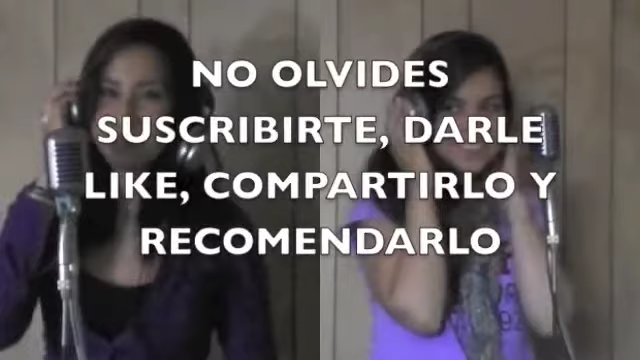 NO OLVIDES
SUSCRIBIRTE, DARLE
LIKE, COMPARTIRLO Y
RECOMENDARLO